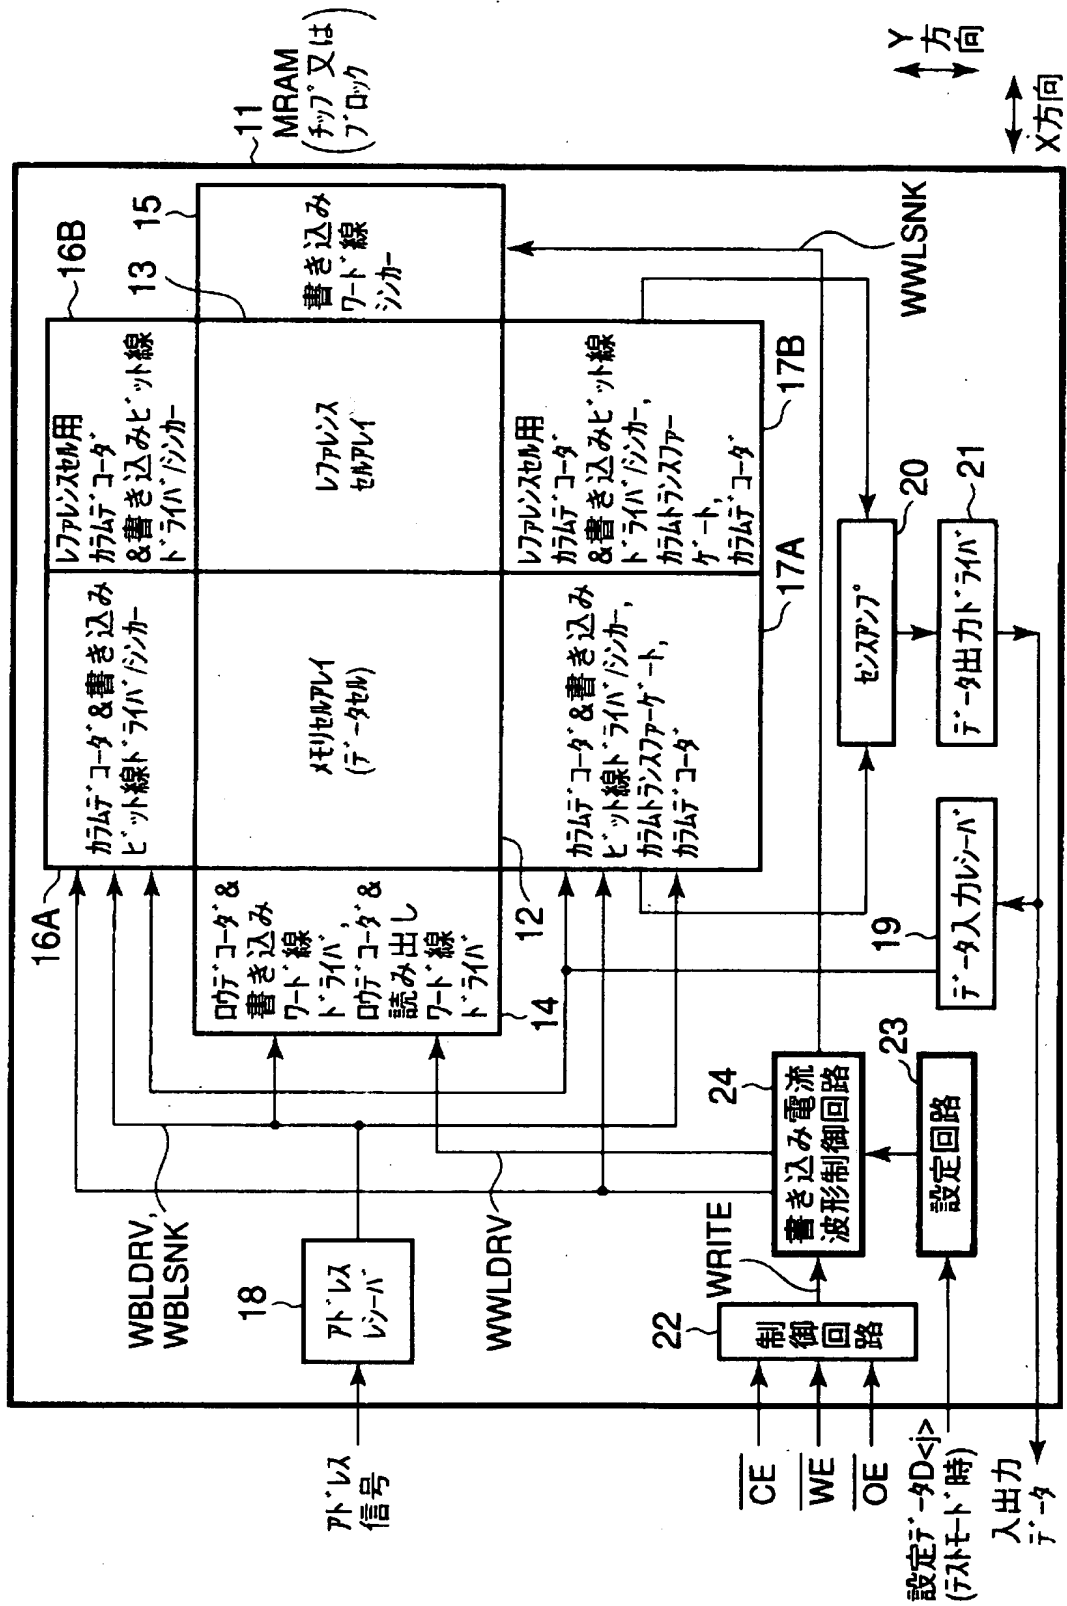 11
MRAM
(チップ又は
ブロック)
Y
方
向
X方向
16B
13
15
レファレンスセル用
カラムデコーダ
&書き込みビット線
ドライバ/シンカー
書き込み
ワード線
シンカー
レファレンス
セルアレイ
レファレンスセル用
カラムデコーダ
&書き込みビット線
ドライバ/シンカー,
カラムトランスファー
ゲート,
カラムデコーダ
17B
WWLSNK
16A
カラムデコーダ&書き込み
ビット線ドライバ/シンカー
メモリセルアレイ
(データセル)
カラムデコーダ&書き込み
ビット線ドライバ/シンカー,
カラムトランスファーゲート,
カラムデコーダ
17A
センスアンプ
20
データ出力ドライバ
21
ロウデコーダ&
書き込み
ワード線
ドライバ,
ロウデコーダ&
読み出し
ワード線
ドライバ
12
14
19
データ入力レシーバ
WBLDRV,
WBLSNK
18
アドレス
レシーバ
WWLDRV
WRITE
24
書き込み電流
波形制御回路
23
設定回路
22
制御
回路
アドレス
信号
CE
WE
OE
設定データD<j>
(テストモード時)
入出力
データ